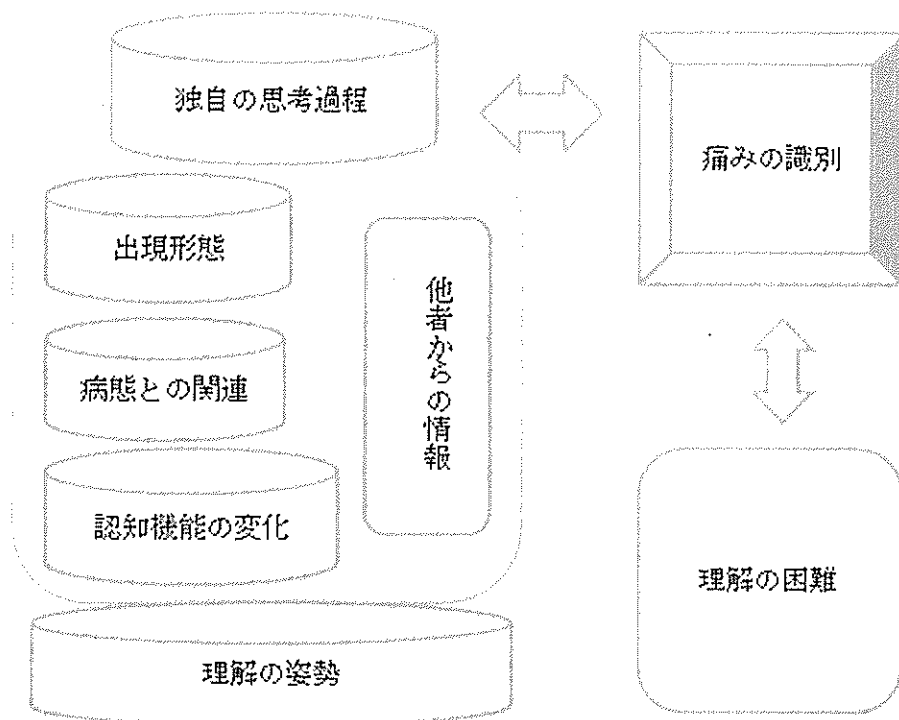 独自の思考過程
痛みの識別
出現形態
他者からの情報
病態との関連
認知機能の変化
理解の困難
理解の姿勢